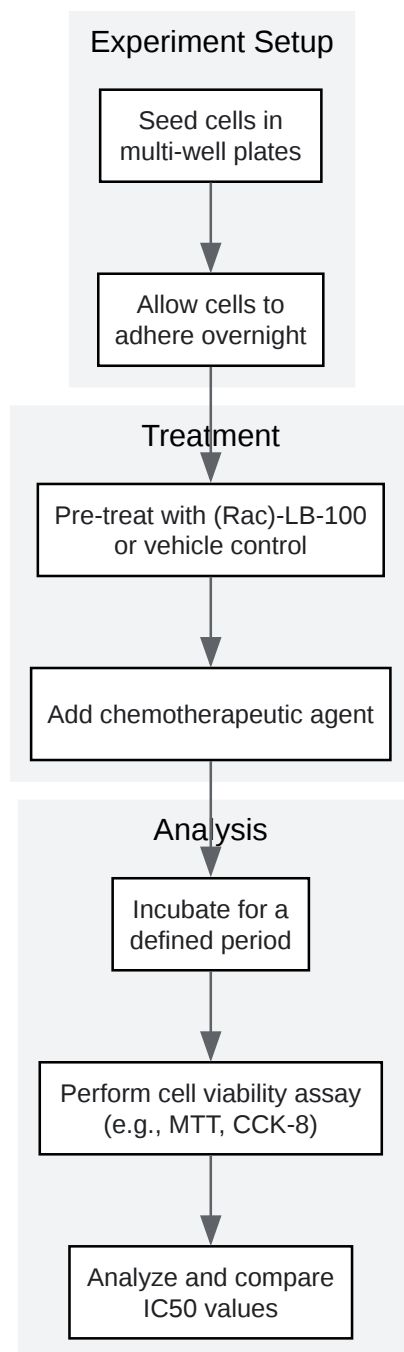 Experiment Setup
Seed cells in
multi-well plates
Allow cells to
adhere overnight
Treatment
Pre-treat with (Rac)-LB-100
or vehicle control
Add chemotherapeutic agent
Analysis
Incubate for a
defined period
Perform cell viability assay
(e.g., MTT, CCK-8)
Analyze and compare
IC50 values